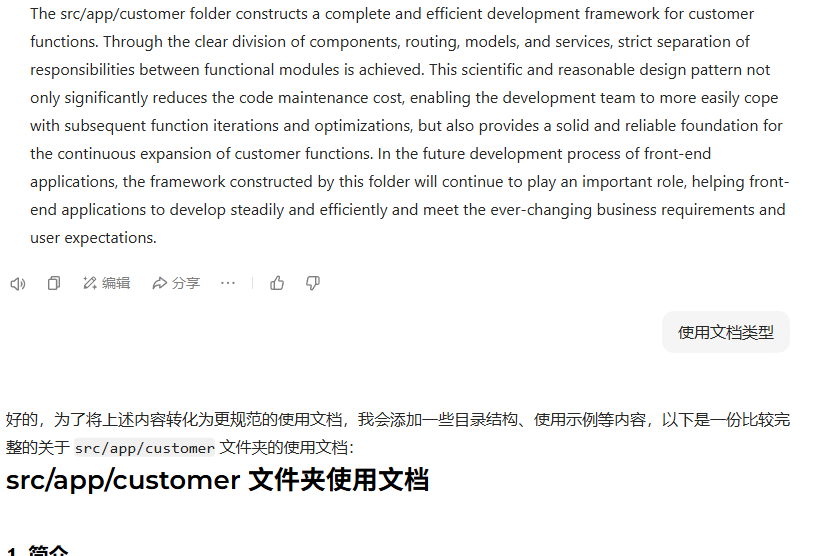 The src/app/customer folder constructs a complete and efficient development framework for customer
functions. Through the clear division of components, routing, models, and services, strict separation of
responsibilities between functional modules is achieved. This scientific and reasonable design pattern not
only significantly reduces the code maintenance cost, enabling the development team to more easily cope
with subsequent function iterations and optimizations, but also provides a solid and reliable foundation for
the continuous expansion of customer functions. In the future development process of front-end
applications, the framework constructed by this folder will continue to play an important role, helping front-
end applications to develop steadily and efficiently and meet the ever-changing business requirements and
user expectations.
编辑 分享
使用文档类型
好的，为了将上述内容转化为更规范的使用文档，我会添加一些目录结构、使用示例等内容，以下是一份比较完
整的关于 src/app/customer 文件夹的使用文档：
src/app/customer 文件夹使用文档
1. 简介